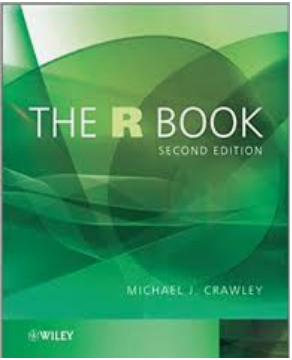 THE R BOOK
SECOND EDITION
MICHAEL J. CRAWLEY
WILEY